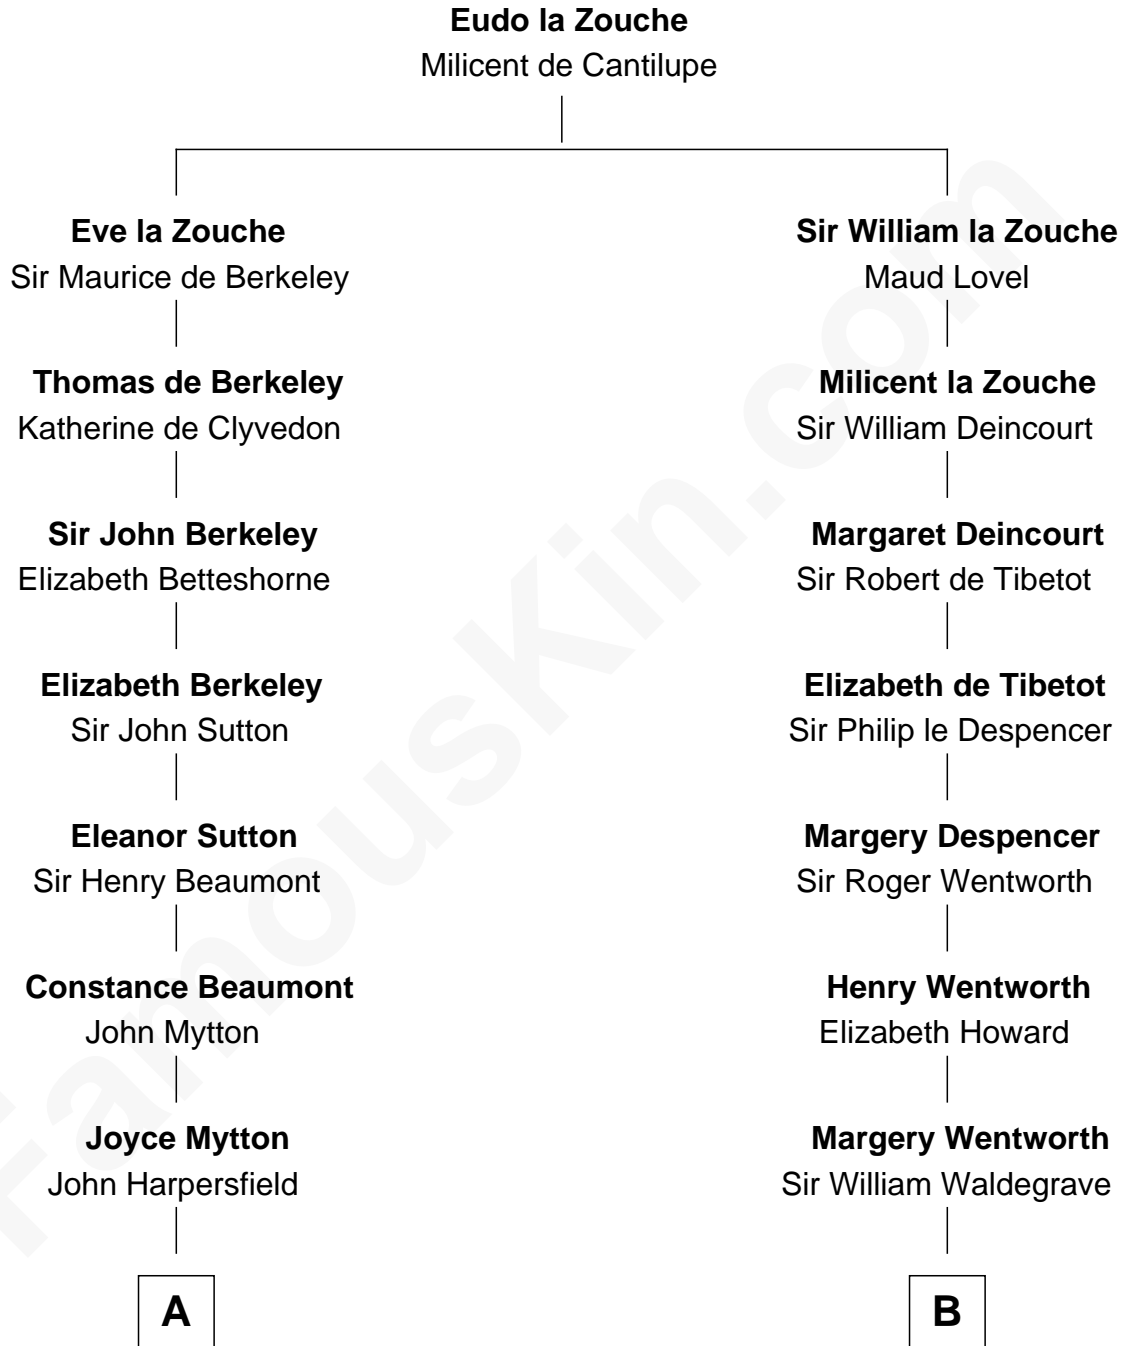 Eudo la Zouche
Milicent de Cantilupe
Eve la Zouche
Sir Maurice de Berkeley
Thomas de Berkeley
Katherine de Clyvedon
Sir John Berkeley
Elizabeth Betteshorne
Elizabeth Berkeley
Sir John Sutton
Eleanor Sutton
Sir Henry Beaumont
Constance Beaumont
John Mytton
Joyce Mytton
John Harpersfield
A
Sir William la Zouche
Maud Lovel
Milicent la Zouche
Sir William Deincourt
Margaret Deincourt
Sir Robert de Tibetot
Elizabeth de Tibetot
Sir Philip le Despencer
Margery Despencer
Sir Roger Wentworth
Henry Wentworth
Elizabeth Howard
Margery Wentworth
Sir William Waldegrave
B
FamousKin.com